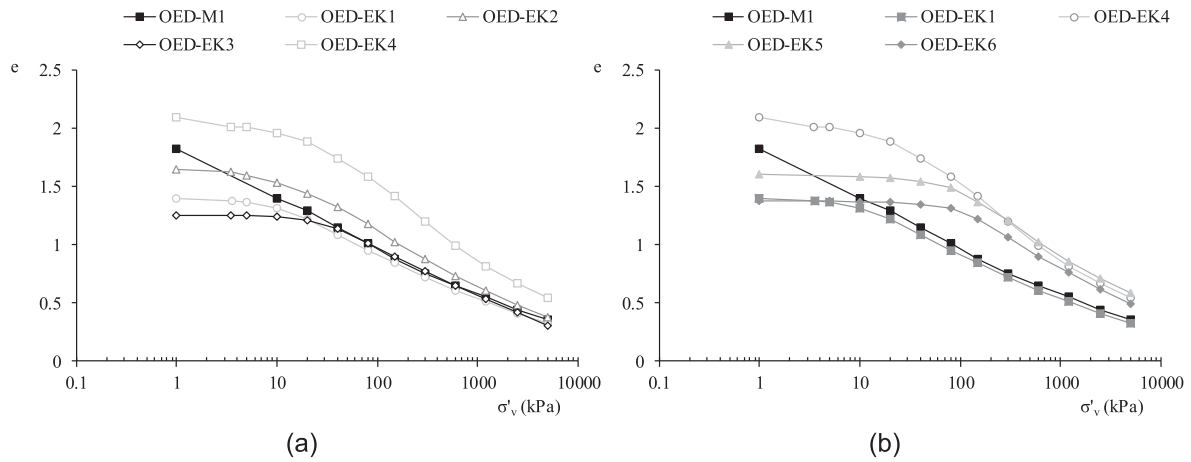 OED-M1 OED-EK1 OED-EK2
OED-EK3 OED-EK4
e
2.5
2
1.5
1
0.5
0
0.1 1 10 100 1000 10000
σ'v (kPa)
(a)
OED-M1 OED-EK1 OED-EK4
OED-EK5 OED-EK6
e
2.5
2
1.5
1
0.5
0
0.1 1 10 100 1000 10000
σ'v (kPa)
(b)